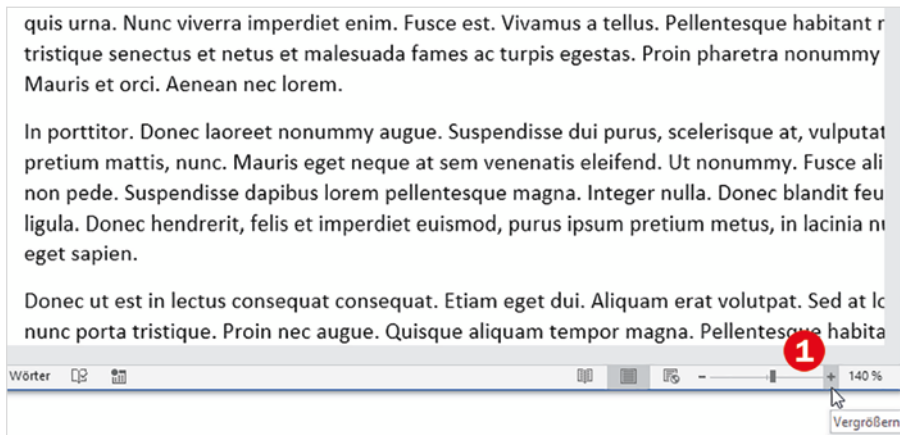 quis urna. Nunc viverra imperdiet enim. Fusce est. Vivamus a tellus. Pellentesque habitant
tristique senectus et netus et malesuada fames ac turpis egestas. Proin pharetra nonummy
Mauris et orci. Aenean nec lorem.
In porttitor. Donec laoreet nonummy augue. Suspendisse dui purus, scelerisque at, vulputat
pretium mattis, nunc. Mauris eget neque at sem venenatis eleifend. Ut nonummy. Fusce ali
non pede. Suspendisse dapibus lorem pellentesque magna. Integer nulla. Donec blandit feu
ligula. Donec hendrerit, felis et imperdiet euismod, purus ipsum pretium metus, in lacinia
eget sapien.
Donec ut est in lectus consequat consequat. Etiam eget dui. Aliquam erat volutpat. Sed at
nunc porta tristique. Proin nec augue. Quisque aliquam tempor magna. Pellentesque habita
1
Wörter - + 140 %
Vergrößern